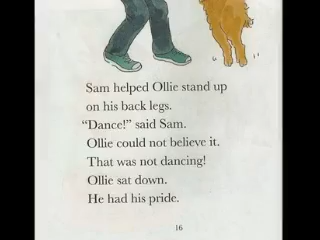 Sam helped Ollie stand up
on his back legs.
"Dance!" said Sam.
Ollie could not believe it.
That was not dancing!
Ollie sat down.
He had his pride.
16